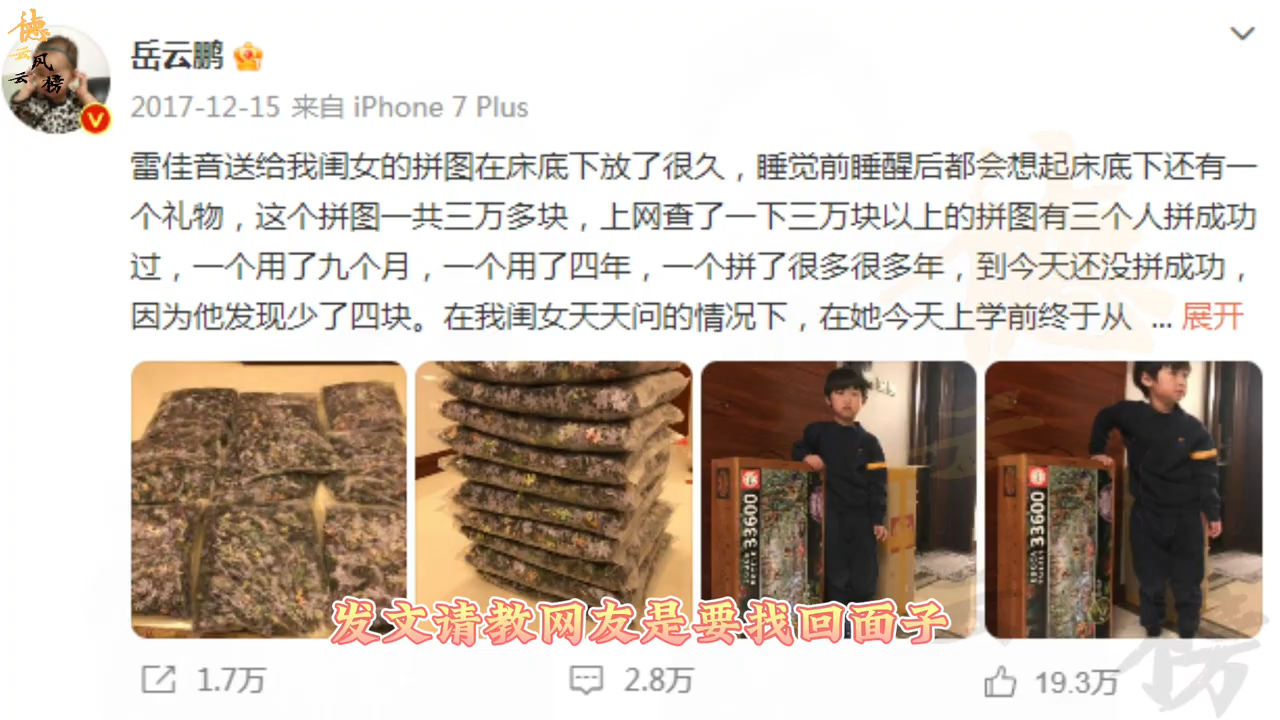 德
云
风
云
榜
岳云鹏
2017-12-15 来自 iPhone 7 Plus
雷佳音送给我闺女的拼图在床底下放了很久，睡觉前睡醒后都会想起床底下还有一
个礼物，这个拼图一共三万多块，上网查了一下三万块以上的拼图有三个人拼成功
过，一个用了九个月，一个用了四年，一个拼了很多很多年，到今天还没拼成功，
因为他发现少了四块。在我闺女天天问的情况下，在她今天上学前终于从 ... 展开
33600
33600
发文请教网友是要找回面子
1.7万
2.8万
19.3万